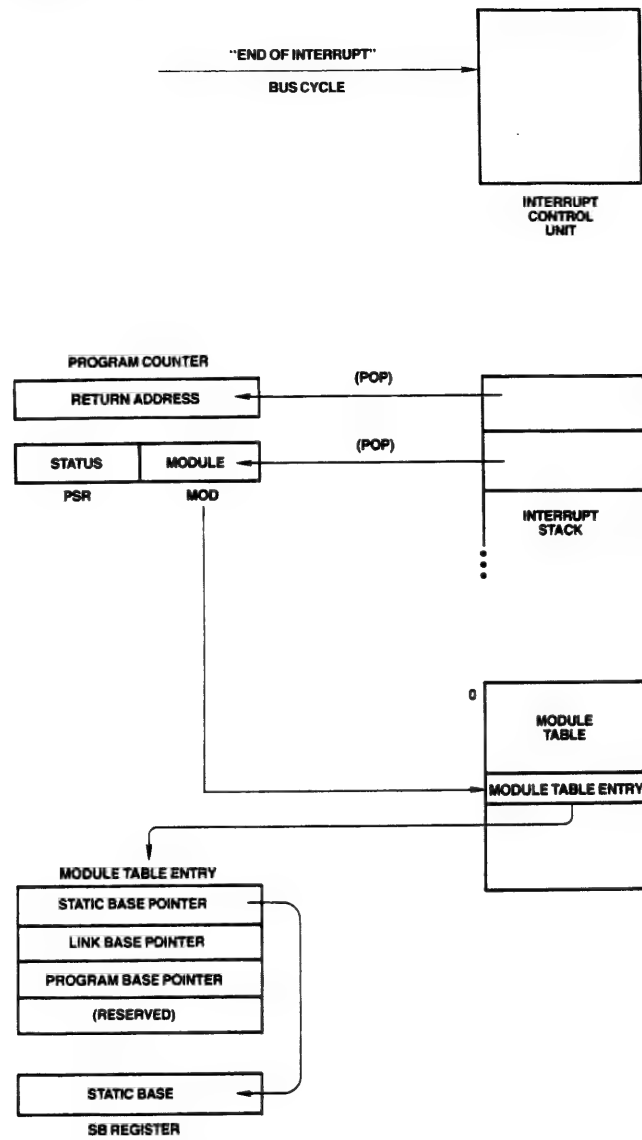 “END OF INTERRUPT”
BUS CYCLE
INTERRUPT
CONTROL
UNIT
PROGRAM COUNTER
RETURN ADDRESS
(POP)
STATUS
MODULE
(POP)
PSR
MOD
INTERRUPT
STACK
0
MODULE
TABLE
MODULE TABLE ENTRY
MODULE TABLE ENTRY
STATIC BASE POINTER
LINK BASE POINTER
PROGRAM BASE POINTER
(RESERVED)
STATIC BASE
SB REGISTER